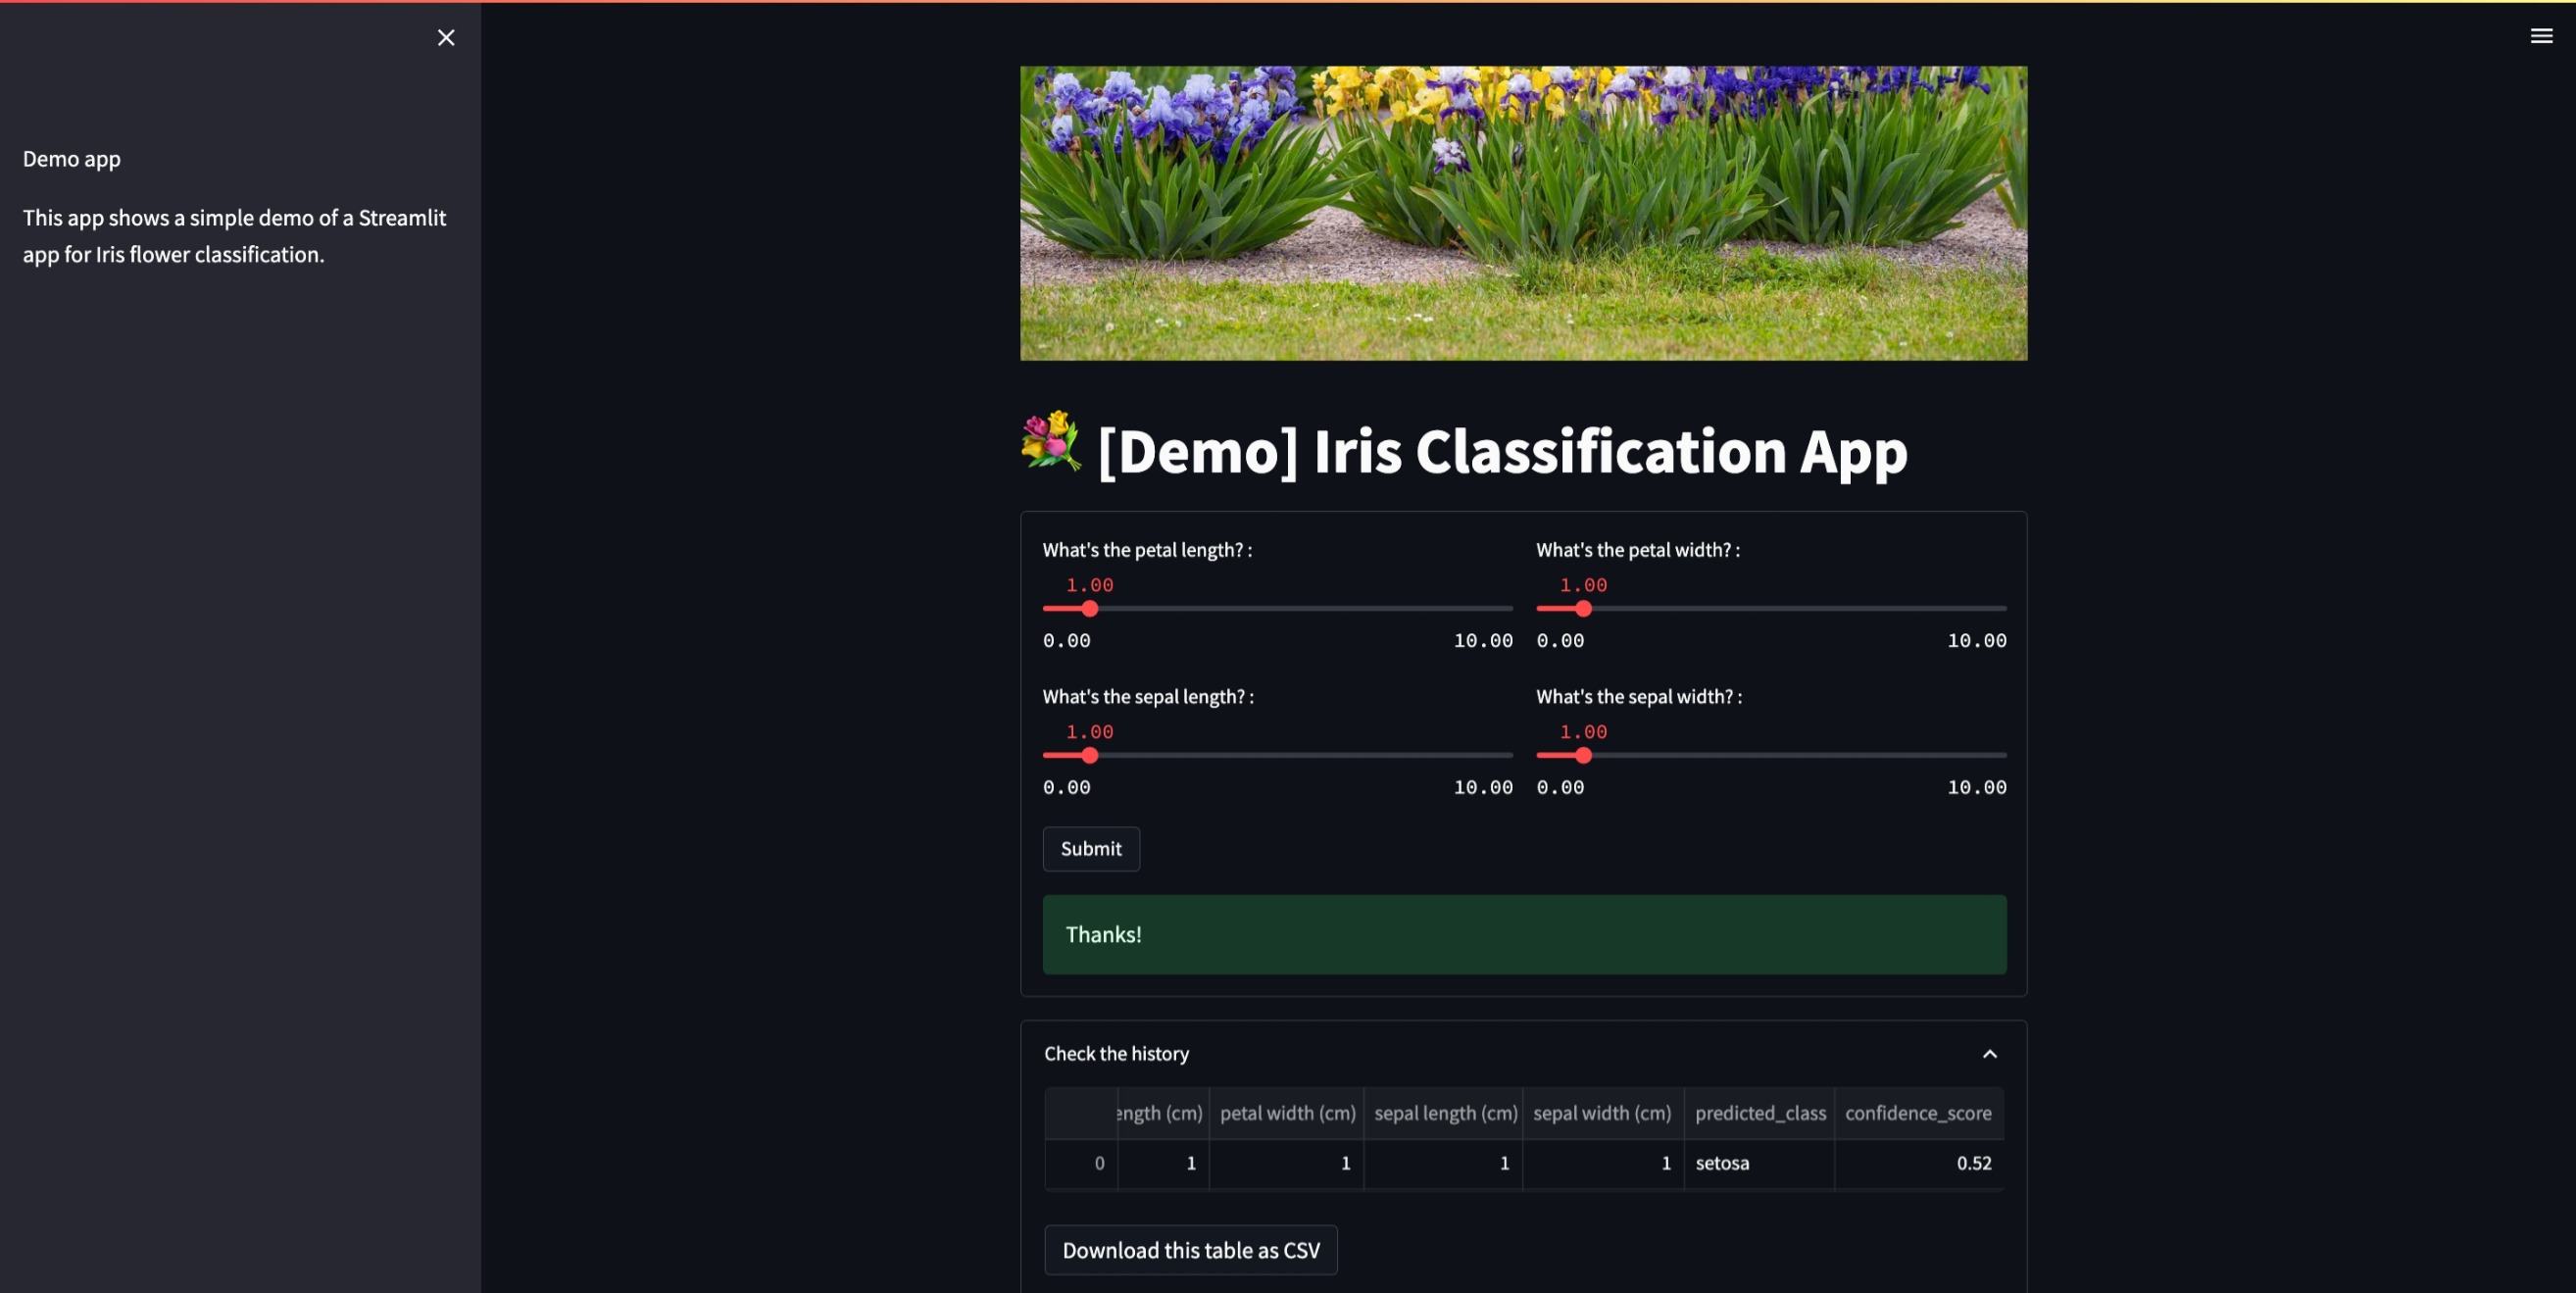 Demo app
This app shows a simple demo of a Streamlit
app for Iris flower classification.
[Demo] Iris Classification App
What's the petal length? :
1.00
0.00 10.00
What's the petal width? :
1.00
0.00 10.00
What's the sepal length? :
1.00
0.00 10.00
What's the sepal width? :
1.00
0.00 10.00
Submit
Thanks!
Check the history
ength (cm) petal width (cm) sepal length (cm) sepal width (cm) predicted_class confidence_score
0 1 1 1 1 setosa 0.52
Download this table as CSV